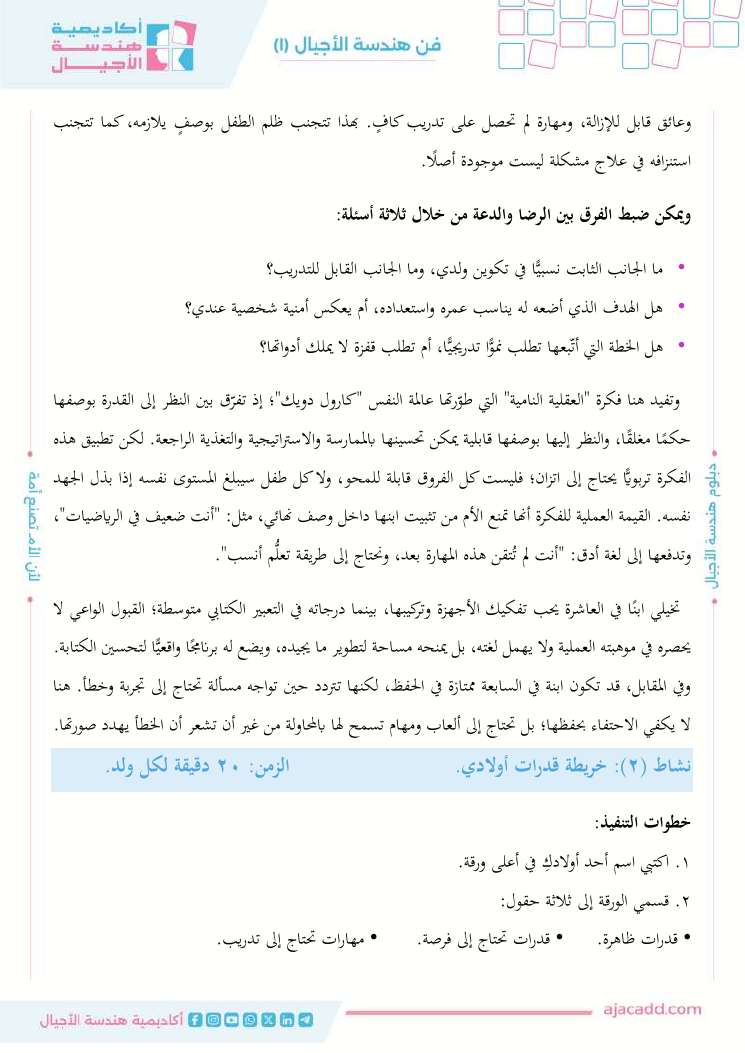 أكاديمية
هندسة
الأجيال
فن هندسة الأجيال (١)
وعائق قابل للإزالة، ومهارة لم تحصل على تدريب كافٍ. بهذا تتجنب ظلم الطفل بوصفٍ يلازمه، كما تتجنب
استنزافه في علاج مشكلة ليست موجودة أصلًا.
ويمكن ضبط الفرق بين الرضا والدعة من خلال ثلاثة أسئلة:
• ما الجانب الثابت نسبيًّا في تكوين ولدي، وما الجانب القابل للتدريب؟
• هل الهدف الذي أضعه له يناسب عمره واستعداده، أم يعكس أمنية شخصية عندي؟
• هل الخطة التي أتّبعها تطلب نموًّا تدريجيًّا، أم تطلب قفزة لا يملك أدواتها؟
وتفيد هنا فكرة "العقلية النامية" التي طوّرتها عالمة النفس "كارول دويك"؛ إذ تفرّق بين النظر إلى القدرة بوصفها
حكمًا مغلقًا، والنظر إليها بوصفها قابلية يمكن تحسينها بالممارسة والاستراتيجية والتغذية الراجعة. لكن تطبيق هذه
الفكرة تربويًّا يحتاج إلى اتزان؛ فليست كل الفروق قابلة للمحو، ولا كل طفل سيبلغ المستوى نفسه إذا بذل الجهد
نفسه. القيمة العملية للفكرة أنها تمنع الأم من تثبيت ابنها داخل وصف نهائي، مثل: "أنت ضعيف في الرياضيات"،
وتدفعها إلى لغة أدق: "أنت لم تُتقن هذه المهارة بعد، ونحتاج إلى طريقة تعلُّم أنسب".
تخيلي ابنًا في العاشرة يحب تفكيك الأجهزة وتركيبها، بينما درجاته في التعبير الكتابي متوسطة؛ القبول الواعي لا
يحصره في موهبته العملية ولا يهمل لغته، بل يمنحه مساحة لتطوير ما يجيده، ويضع له برنامجًا واقعيًّا لتحسين الكتابة.
وفي المقابل، قد تكون ابنة في السابعة ممتازة في الحفظ، لكنها تتردد حين تواجه مسألة تحتاج إلى تجربة وخطأ. هنا
لا يكفي الاحتفاء بحفظها؛ بل تحتاج إلى ألعاب ومهام تسمح لها بالمحاولة من غير أن تشعر أن الخطأ يهدد صورتها.
نشاط (٢): خريطة قدرات أولادي. الزمن: ٢٠ دقيقة لكل ولد.
خطوات التنفيذ:
١. اكتبي اسم أحد أولادكِ في أعلى ورقة.
٢. قسمي الورقة إلى ثلاثة حقول:
• قدرات ظاهرة. • قدرات تحتاج إلى فرصة. • مهارات تحتاج إلى تدريب.
دبلوم هندسة الأجيال
لأن الأم تصنع أمة
ajacadd.com
أكاديمية هندسة الأجيال